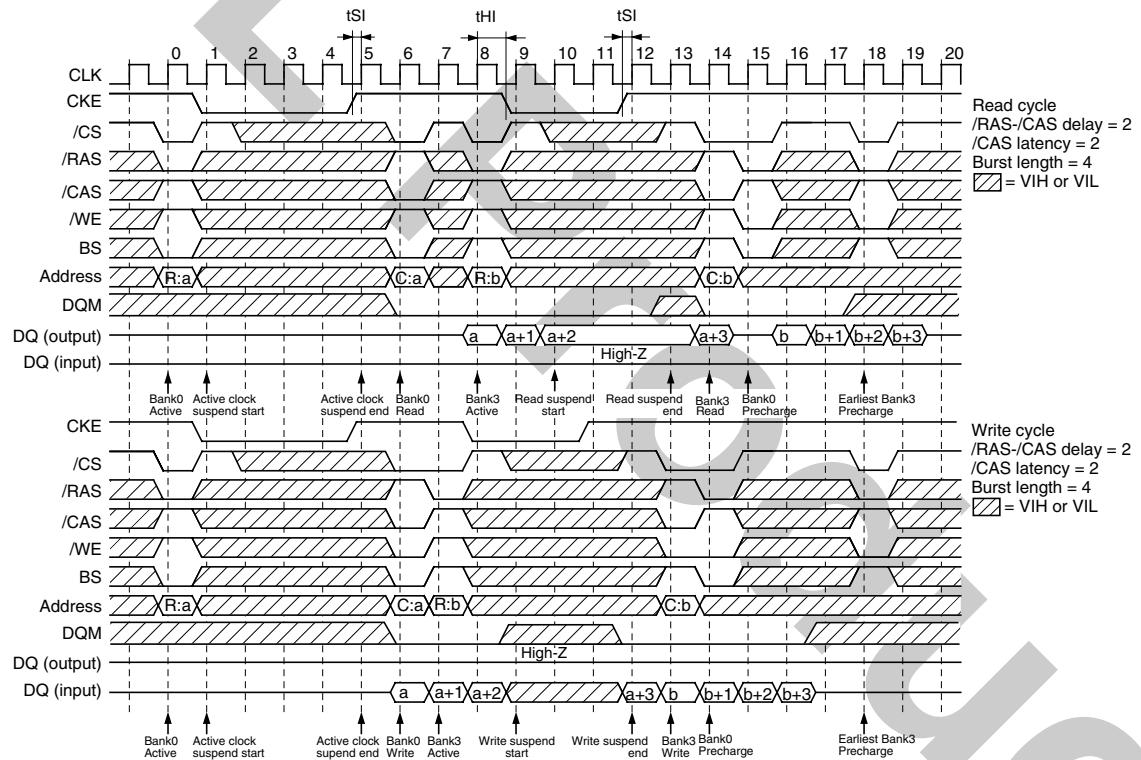 tSI tHI tSI
0 1 2 3 4 5 6 7 8 9 10 11 12 13 14 15 16 17 18 19 20
CLK
CKE
/CS
/RAS
/CAS
/WE
BS
Address R:a C:a R:b C:b
DQM
DQ (output) a a+1 a+2 a+3 b b+1 b+2 b+3
High-Z
DQ (input)
Bank0 Active clock Active clock Bank0 Bank3 Read suspend Read suspend Bank3 Bank0 Earliest Bank3
Active suspend start suspend end Read Active start end Read Precharge Precharge
Read cycle
/RAS-/CAS delay = 2
/CAS latency = 2
Burst length = 4
= VIH or VIL
CKE
/CS
/RAS
/CAS
/WE
BS
Address R:a C:a R:b C:b
DQM
High-Z
DQ (output)
DQ (input) a a+1 a+2 a+3 b b+1 b+2 b+3
Bank0 Active clock Active clock Bank0 Bank3 Write suspend Write suspend Bank3 Bank0 Earliest Bank3
Active suspend start supend end Write Active start end Write Precharge Precharge
Write cycle
/RAS-/CAS delay = 2
/CAS latency = 2
Burst length = 4
= VIH or VIL